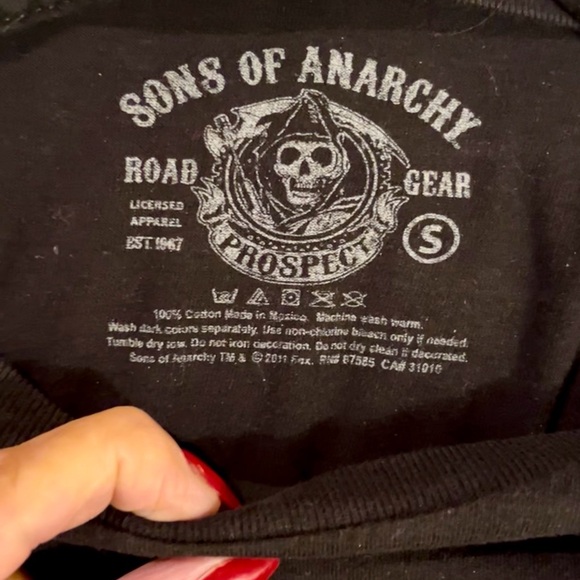 SONS OF ANARCHY
ROAD GEAR
LICENSED
APPAREL
EST. 1967
PROSPECT
S
100% Cotton Made in Mexico. Machine wash warm.
Wash dark colors separately. Use non-chlorine bleach only if needed.
Tumble dry low. Do not iron decoration. Do not dry clean if decorated.
Sons of Anarchy TM & © 2011 Fox. RN# 67585 CA# 31016